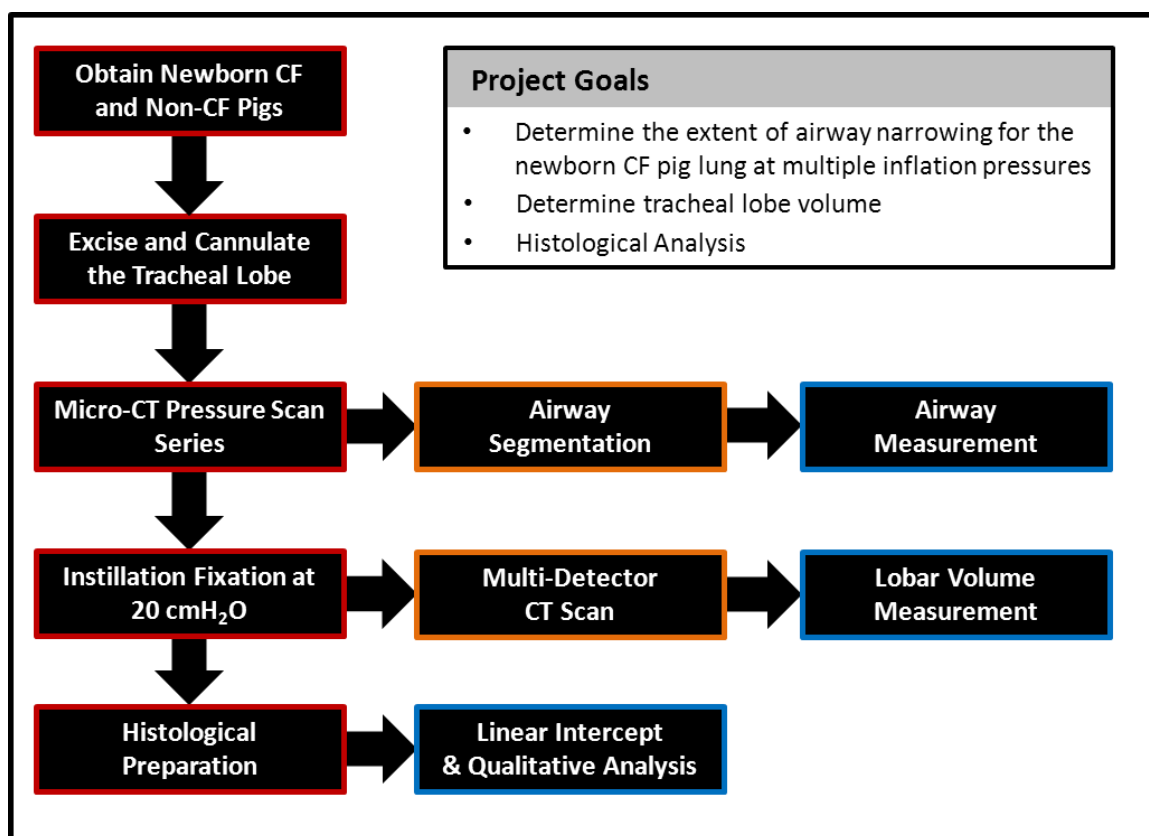 Obtain Newborn CF
and Non-CF Pigs
Project Goals
• Determine the extent of airway narrowing for the
newborn CF pig lung at multiple inflation pressures
• Determine tracheal lobe volume
• Histological Analysis
Excise and Cannulate
the Tracheal Lobe
Micro-CT Pressure Scan
Series
Airway
Segmentation
Airway
Measurement
Instillation Fixation at
20 cmH₂O
Multi-Detector
CT Scan
Lobar Volume
Measurement
Histological
Preparation
Linear Intercept
& Qualitative Analysis